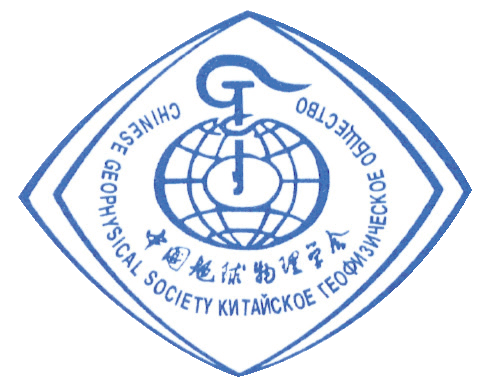 中国地球物理学会
CHINESE GEOPHYSICAL SOCIETY КИТАЙСКОЕ ГЕОФИЗИЧЕСКОЕ ОБЩЕСТВО